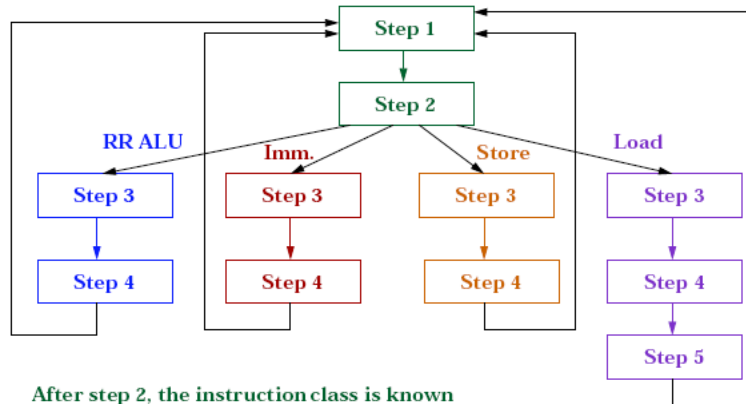 Step 1
Step 2
RR ALU
Imm.
Store
Load
Step 3
Step 3
Step 3
Step 3
Step 4
Step 4
Step 4
Step 4
Step 5
After step 2, the instruction class is known